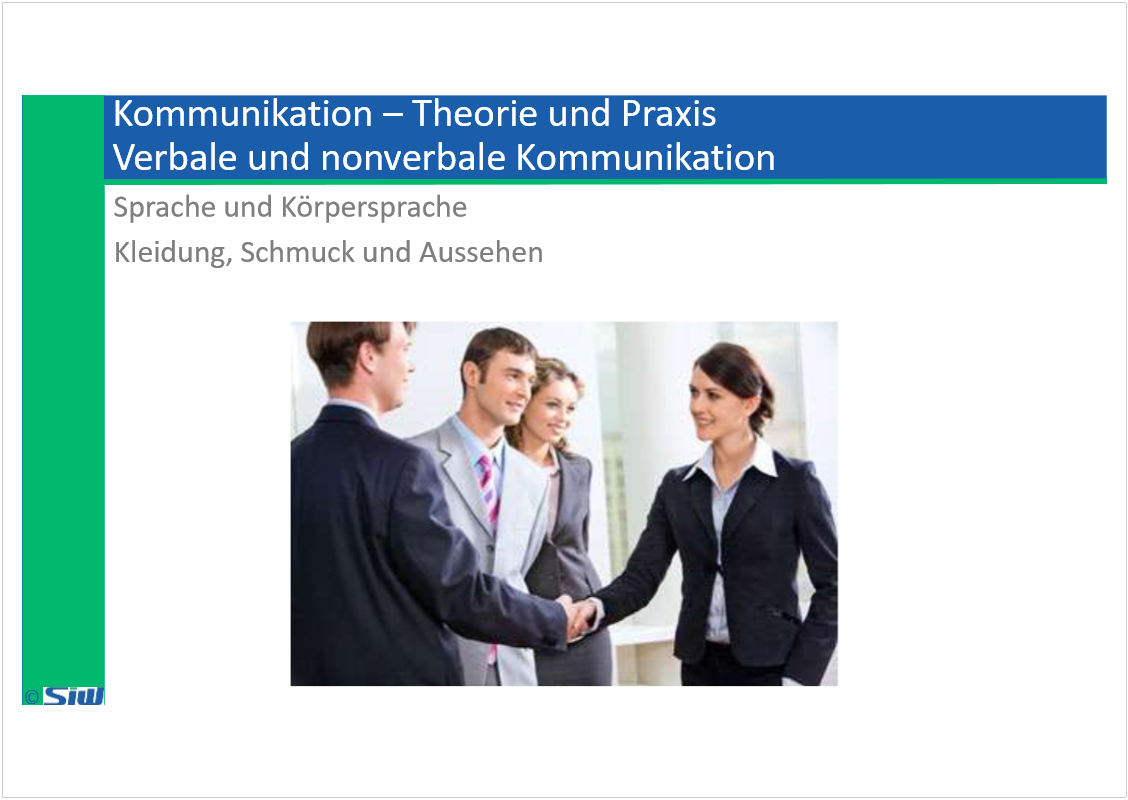 Kommunikation – Theorie und Praxis
Verbale und nonverbale Kommunikation
Sprache und Körpersprache
Kleidung, Schmuck und Aussehen
© SiW